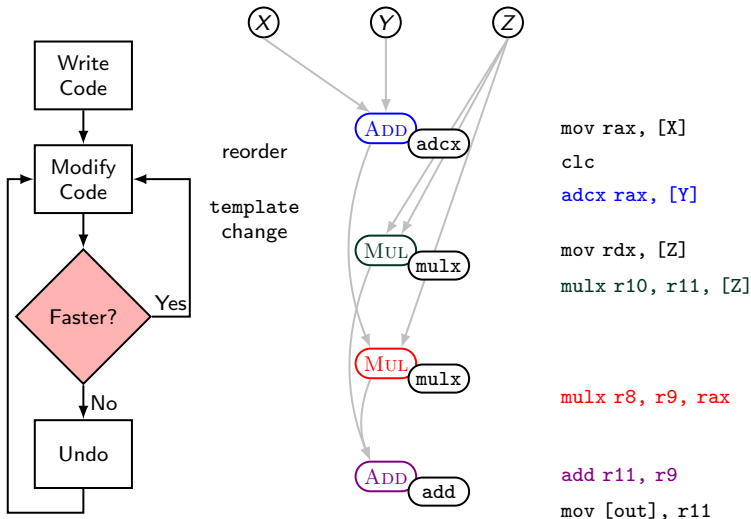 Write
Code
Modify
Code
Faster?
Yes
No
Undo
reorder
template
change
X
Y
Z
ADD
adcx
MUL
mulx
MUL
mulx
ADD
add
mov rax, [X]
clc
adcx rax, [Y]
mov rdx, [Z]
mulx r10, r11, [Z]
mulx r8, r9, rax
add r11, r9
mov [out], r11